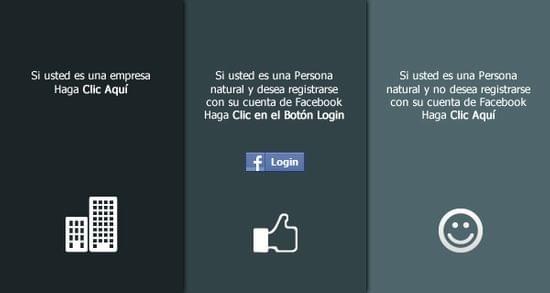 Si usted es una empresa
Haga Clic Aquí
Si usted es una Persona
natural y desea registrarse
con su cuenta de Facebook
Haga Clic en el Botón Login
f Login
Si usted es una Persona
natural y no desea registrarse
con su cuenta de Facebook
Haga Clic Aquí